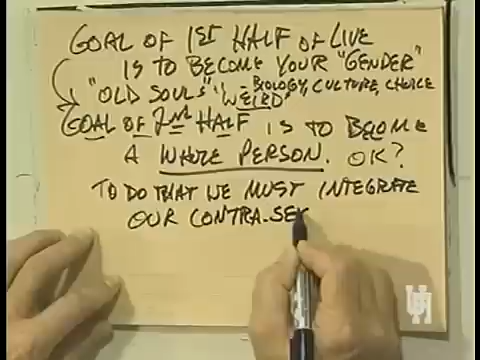 GOAL OF 1ST HALF OF LIVE
IS TO BECOME YOUR "GENDER"
- BIOLOGY, CULTURE, CHOICE
"OLD SOULS", "WEIRD"
GOAL OF 2nd HALF IS TO BECOME
A WHOLE PERSON. OK?
TO DO THAT WE MUST INTEGRATE
OUR CONTRA-SEX
UH